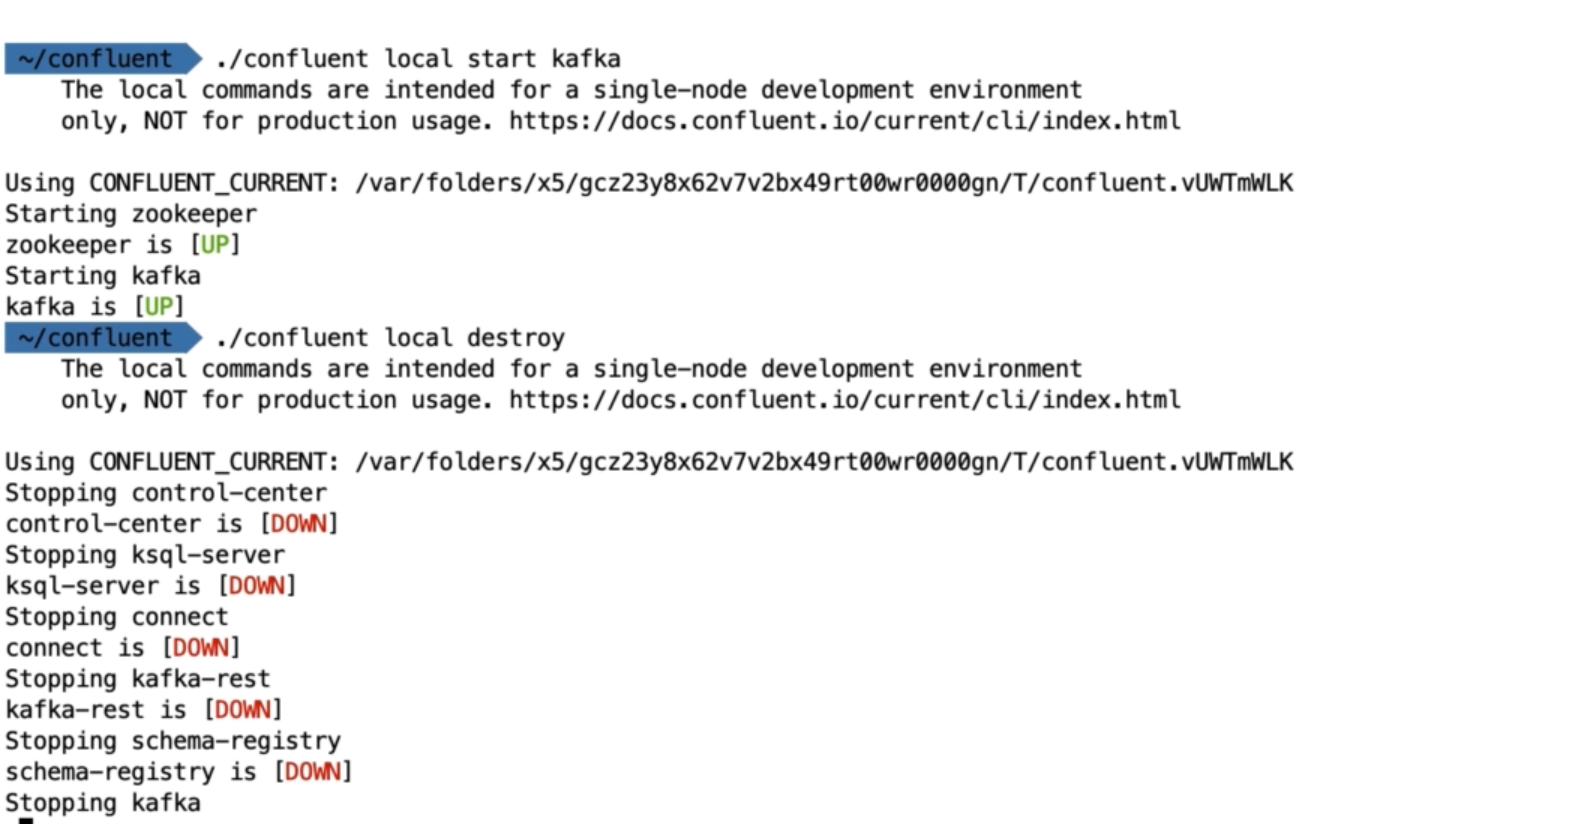 ~/confluent ./confluent local start kafka
The local commands are intended for a single-node development environment
only, NOT for production usage. https://docs.confluent.io/current/cli/index.html
Using CONFLUENT_CURRENT: /var/folders/x5/gcz23y8x62v7v2bx49rt00wr0000gn/T/confluent.vUWTmWLK
Starting zookeeper
zookeeper is [UP]
Starting kafka
kafka is [UP]
~/confluent ./confluent local destroy
The local commands are intended for a single-node development environment
only, NOT for production usage. https://docs.confluent.io/current/cli/index.html
Using CONFLUENT_CURRENT: /var/folders/x5/gcz23y8x62v7v2bx49rt00wr0000gn/T/confluent.vUWTmWLK
Stopping control-center
control-center is [DOWN]
Stopping ksql-server
ksql-server is [DOWN]
Stopping connect
connect is [DOWN]
Stopping kafka-rest
kafka-rest is [DOWN]
Stopping schema-registry
schema-registry is [DOWN]
Stopping kafka